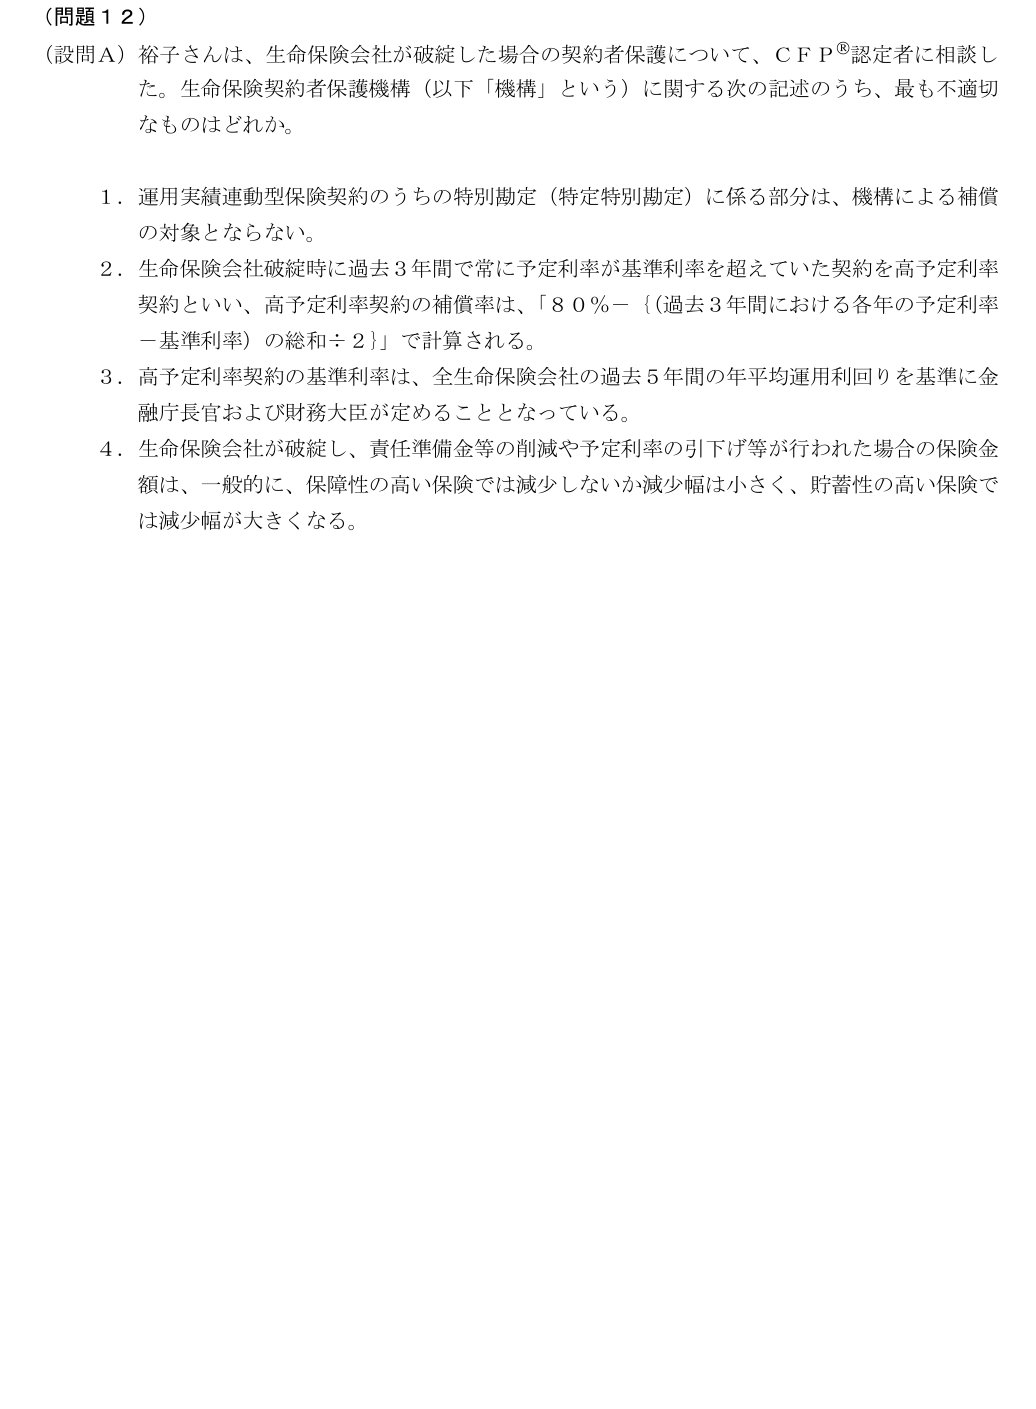 （問題１２）
（設問Ａ）裕子さんは、生命保険会社が破綻した場合の契約者保護について、ＣＦＰ®認定者に相談し
た。生命保険契約者保護機構（以下「機構」という）に関する次の記述のうち、最も不適切
なものはどれか。
１．運用実績連動型保険契約のうちの特別勘定（特定特別勘定）に係る部分は、機構による補償
の対象とならない。
２．生命保険会社破綻時に過去３年間で常に予定利率が基準利率を超えていた契約を高予定利率
契約といい、高予定利率契約の補償率は、「８０％－｛（過去３年間における各年の予定利率
－基準利率）の総和÷２｝」で計算される。
３．高予定利率契約の基準利率は、全生命保険会社の過去５年間の年平均運用利回りを基準に金
融庁長官および財務大臣が定めることとなっている。
４．生命保険会社が破綻し、責任準備金等の削減や予定利率の引下げ等が行われた場合の保険金
額は、一般的に、保障性の高い保険では減少しないか減少幅は小さく、貯蓄性の高い保険で
は減少幅が大きくなる。